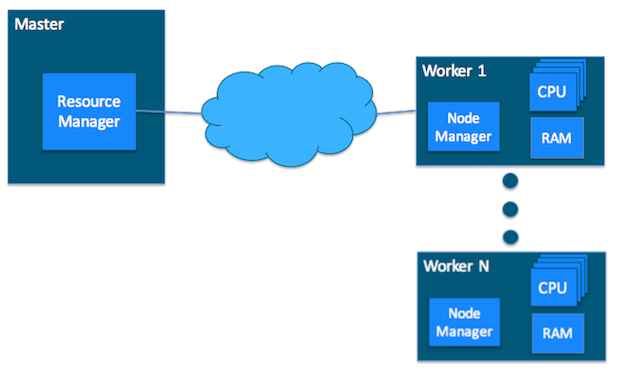 Master
Resource
Manager
Worker 1
CPU
Node
Manager
RAM
Worker N
CPU
Node
Manager
RAM